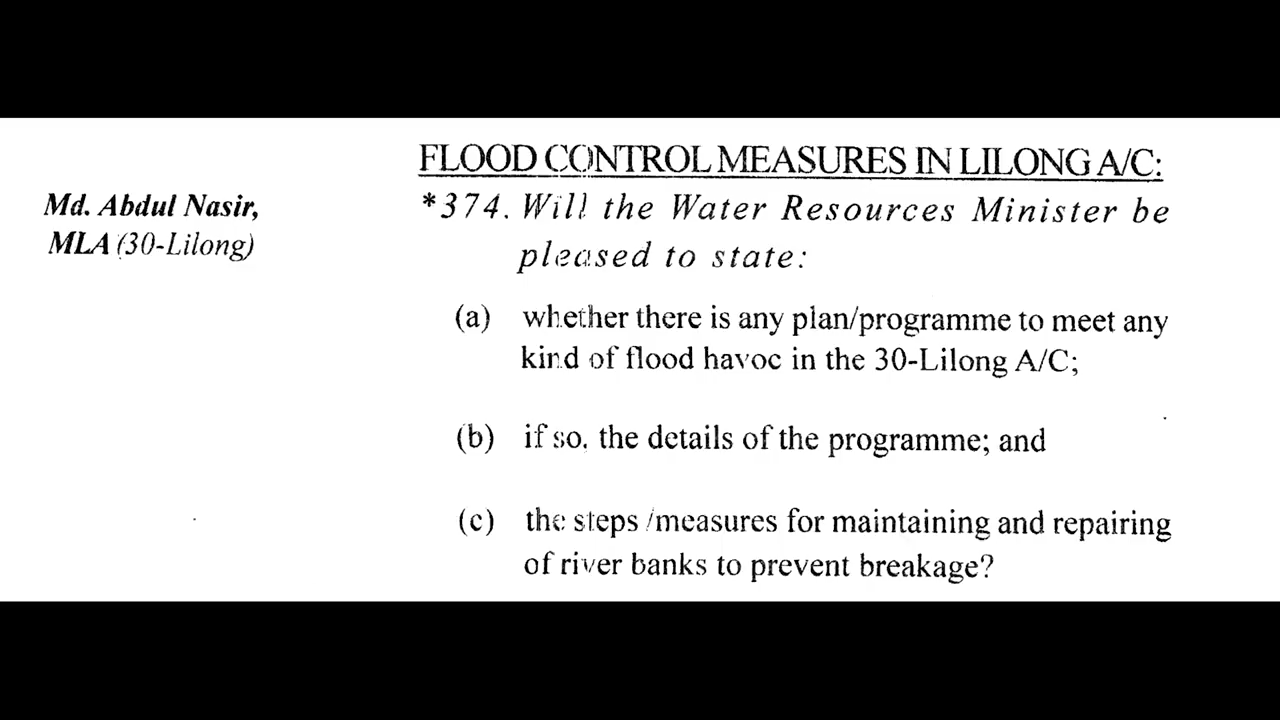 FLOOD CONTROL MEASURES IN LILONG A/C:
Md. Abdul Nasir,
MLA (30-Lilong)
*374. Will the Water Resources Minister be
pleased to state:
(a) whether there is any plan/programme to meet any
kind of flood havoc in the 30-Lilong A/C;
(b) if so, the details of the programme; and
(c) the steps /measures for maintaining and repairing
of river banks to prevent breakage?